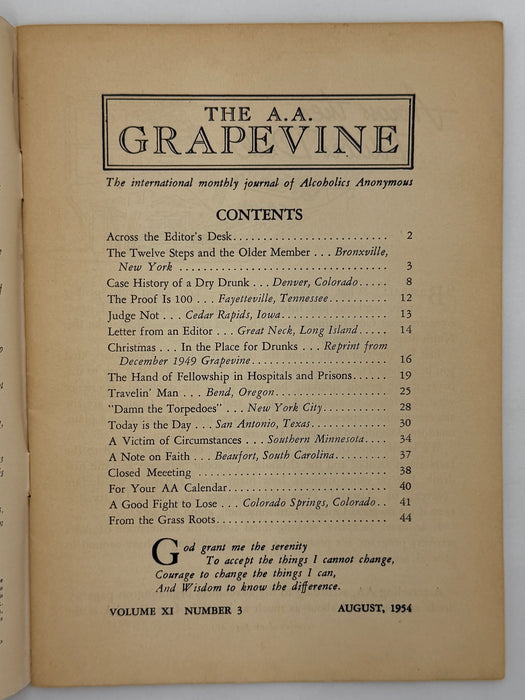 THE A.A.
GRAPEVINE
The international monthly journal of Alcoholics Anonymous
CONTENTS
Across the Editor's Desk......................... 2
The Twelve Steps and the Older Member . . . Bronxville,
New York ................................. 3
Case History of a Dry Drunk . . . Denver, Colorado..... 8
The Proof Is 100 . . . Fayetteville, Tennessee........... 12
Judge Not . . . Cedar Rapids, Iowa.................. 13
Letter from an Editor . . . Great Neck, Long Island..... 14
Christmas . . . In the Place for Drunks . . . Reprint from
December 1949 Grapevine...................... 16
The Hand of Fellowship in Hospitals and Prisons...... 19
Travelin' Man . . . Bend, Oregon................... 25
"Damn the Torpedoes" . . . New York City.......... 28
Today is the Day . . . San Antonio, Texas............ 30
A Victim of Circumstances . . . Southern Minnesota.... 34
A Note on Faith . . . Beaufort, South Carolina......... 37
Closed Meeeting ............................... 38
For Your AA Calendar.......................... 40
A Good Fight to Lose . . . Colorado Springs, Colorado.. 41
From the Grass Roots............................ 44
God grant me the serenity
To accept the things I cannot change,
Courage to change the things I can,
And Wisdom to know the difference.
VOLUME XI NUMBER 3 AUGUST, 1954